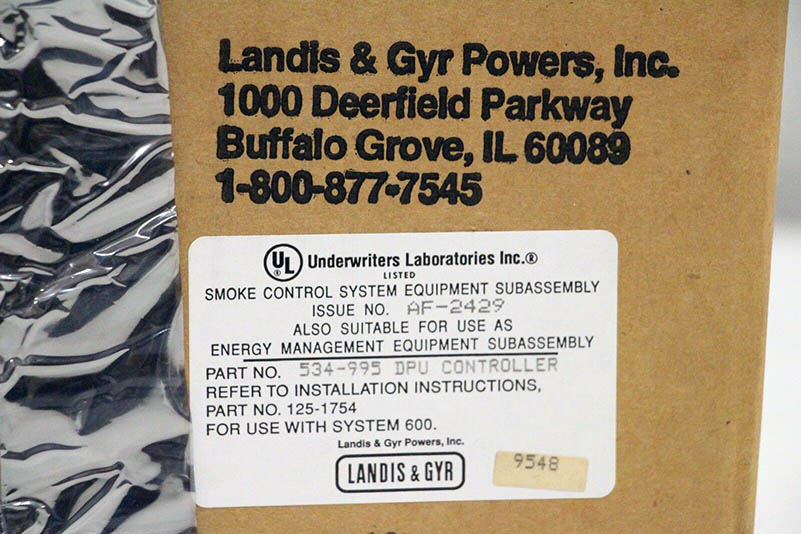 Landis & Gyr Powers, Inc.
1000 Deerfield Parkway
Buffalo Grove, IL 60089
1-800-877-7545
UL ® Underwriters Laboratories Inc.®
LISTED
SMOKE CONTROL SYSTEM EQUIPMENT SUBASSEMBLY
ISSUE NO. AF-2429
ALSO SUITABLE FOR USE AS
ENERGY MANAGEMENT EQUIPMENT SUBASSEMBLY
PART NO. 534-995 DPU CONTROLLER
REFER TO INSTALLATION INSTRUCTIONS,
PART NO. 125-1754
FOR USE WITH SYSTEM 600.
Landis & Gyr Powers, Inc.
LANDIS & GYR
9548